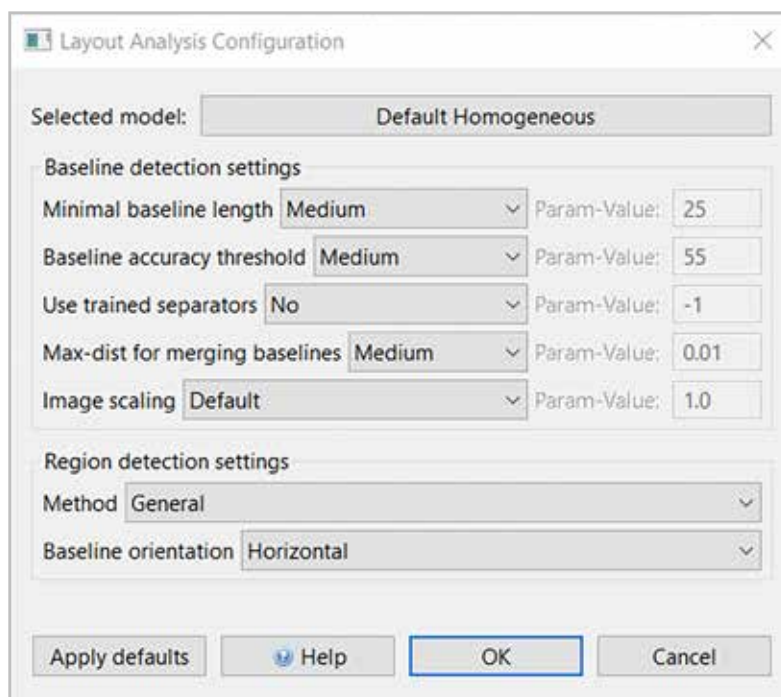 Layout Analysis Configuration
Selected model: Default Homogeneous
Baseline detection settings
Minimal baseline length Medium Param-Value: 25
Baseline accuracy threshold Medium Param-Value: 55
Use trained separators No Param-Value: -1
Max-dist for merging baselines Medium Param-Value: 0.01
Image scaling Default Param-Value: 1.0
Region detection settings
Method General
Baseline orientation Horizontal
Apply defaults Help OK Cancel